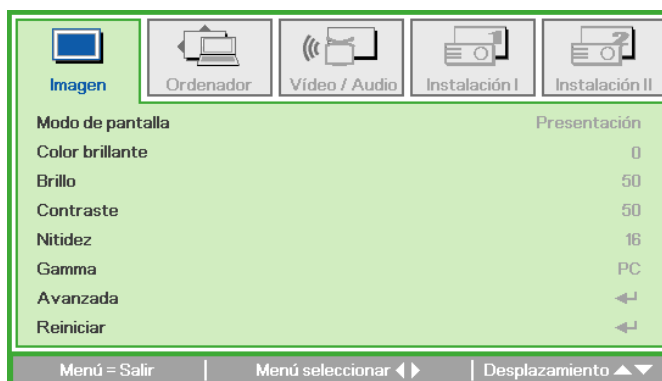 Imagen Ordenador Vídeo / Audio Instalación I Instalación II
Modo de pantalla Presentación
Color brillante 0
Brillo 50
Contraste 50
Nitidez 16
Gamma PC
Avanzada
Reiniciar
Menú = Salir Menú seleccionar Desplazamiento